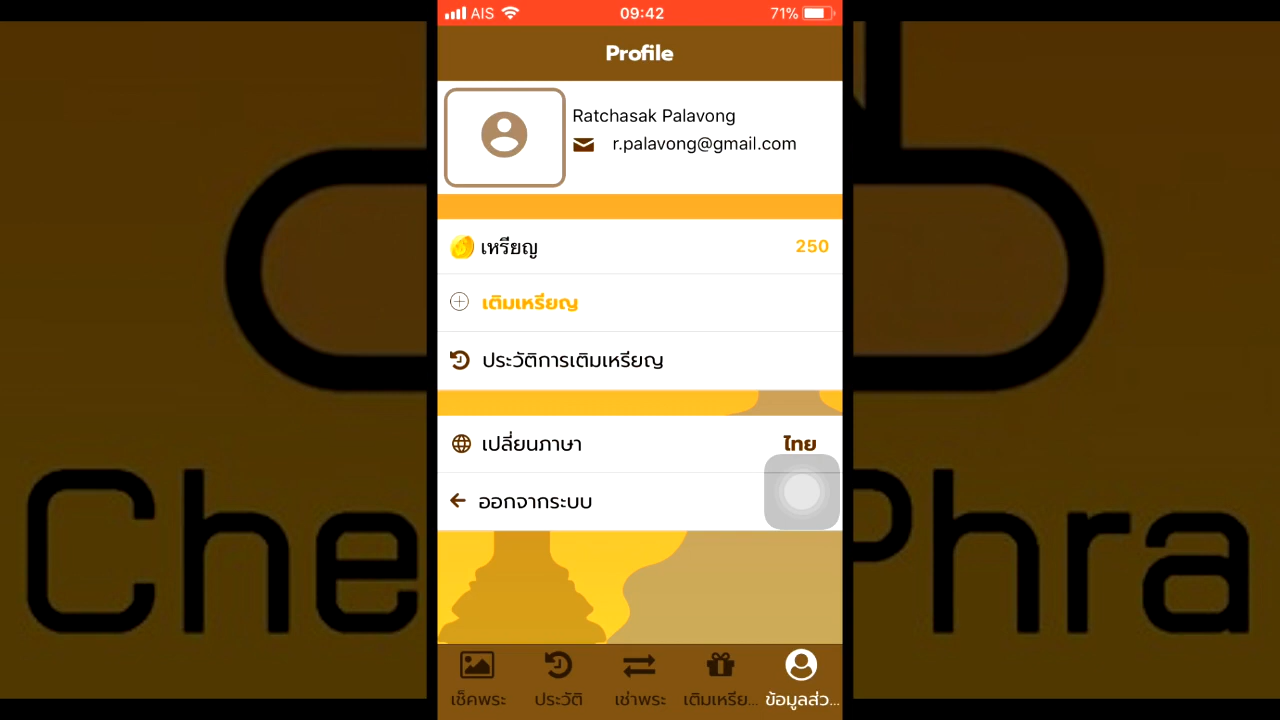 AIS 09:42 71%
Profile
Ratchasak Palavong
r.palavong@gmail.com
เหรียญ 250
เติมเหรียญ
ประวัติการเติมเหรียญ
เปลี่ยนภาษา ไทย
ออกจากระบบ
Che Phra
เช็คพระ ประวัติ เช่าพระ เติมเหรีย... ข้อมูลส่ว...